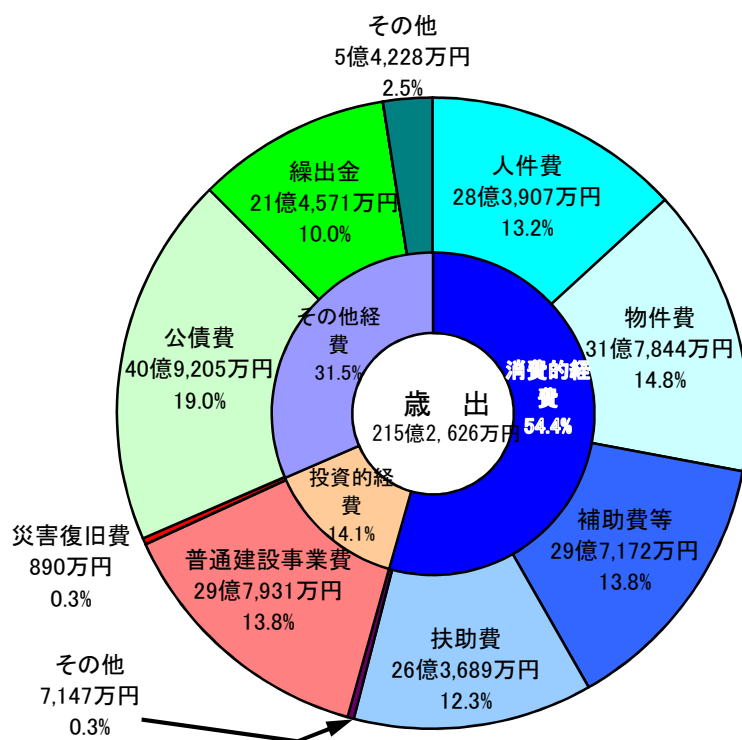 その他
5億4,228万円
2.5%
人件費
28億3,907万円
13.2%
物件費
31億7,844万円
14.8%
補助費等
29億7,172万円
13.8%
扶助費
26億3,689万円
12.3%
その他
7,147万円
0.3%
普通建設事業費
29億7,931万円
13.8%
災害復旧費
890万円
0.3%
公債費
40億9,205万円
19.0%
繰出金
21億4,571万円
10.0%
消費的経
費
54.4%
投資的経
費
14.1%
その他経
費
31.5%
歳 出
215億2,626万円